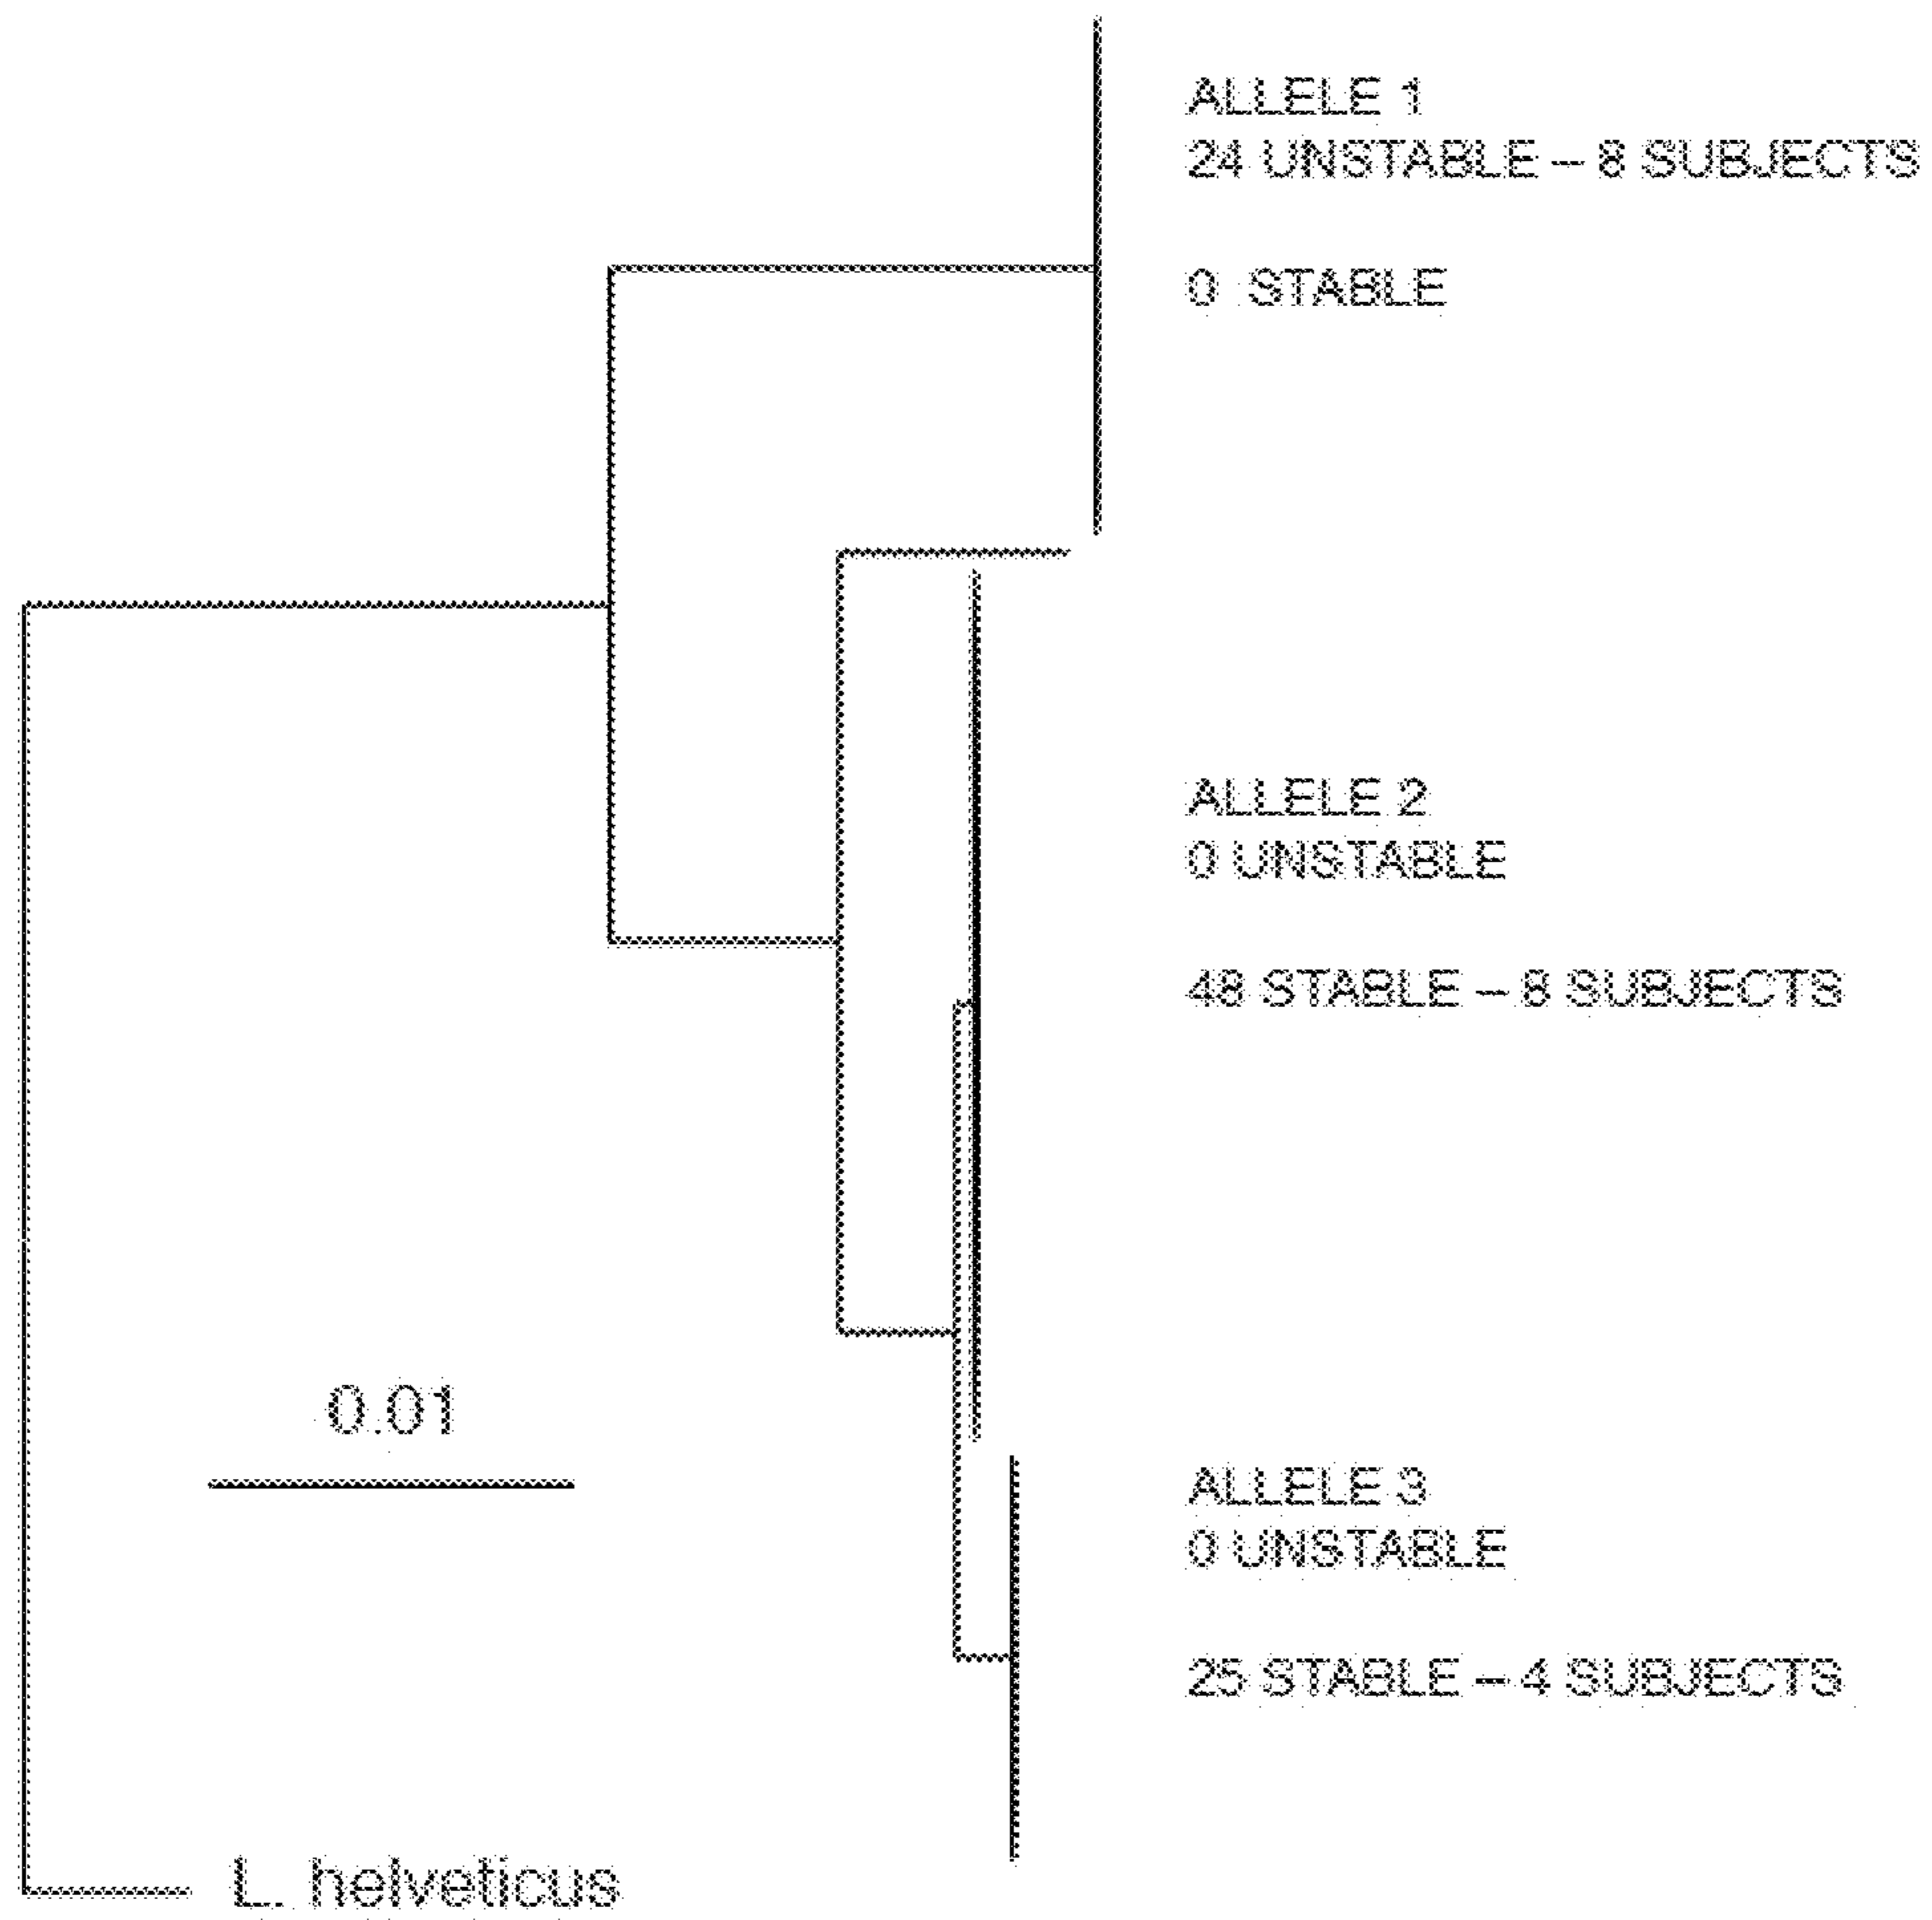 ALLELE 1
24 UNSTABLE – 8 SUBJECTS
0 STABLE
ALLELE 2
0 UNSTABLE
48 STABLE – 8 SUBJECTS
0.01
ALLELE 3
0 UNSTABLE
25 STABLE – 4 SUBJECTS
L. helveticus